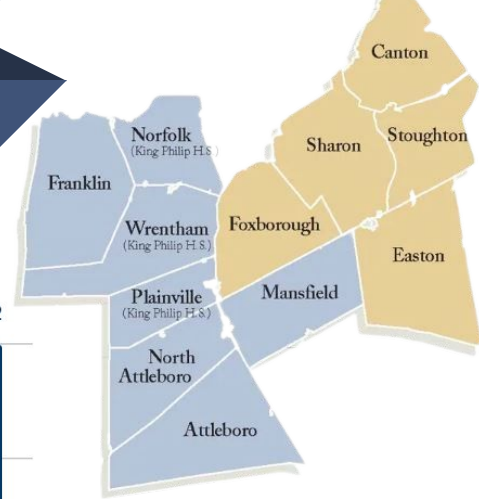 Canton
Sharon
Stoughton
Norfolk
(King Philip H.S.)
Franklin
Foxborough
Wrentham
(King Philip H.S.)
Easton
Mansfield
Plainville
(King Philip H.S.)
North
Attleboro
Attleboro